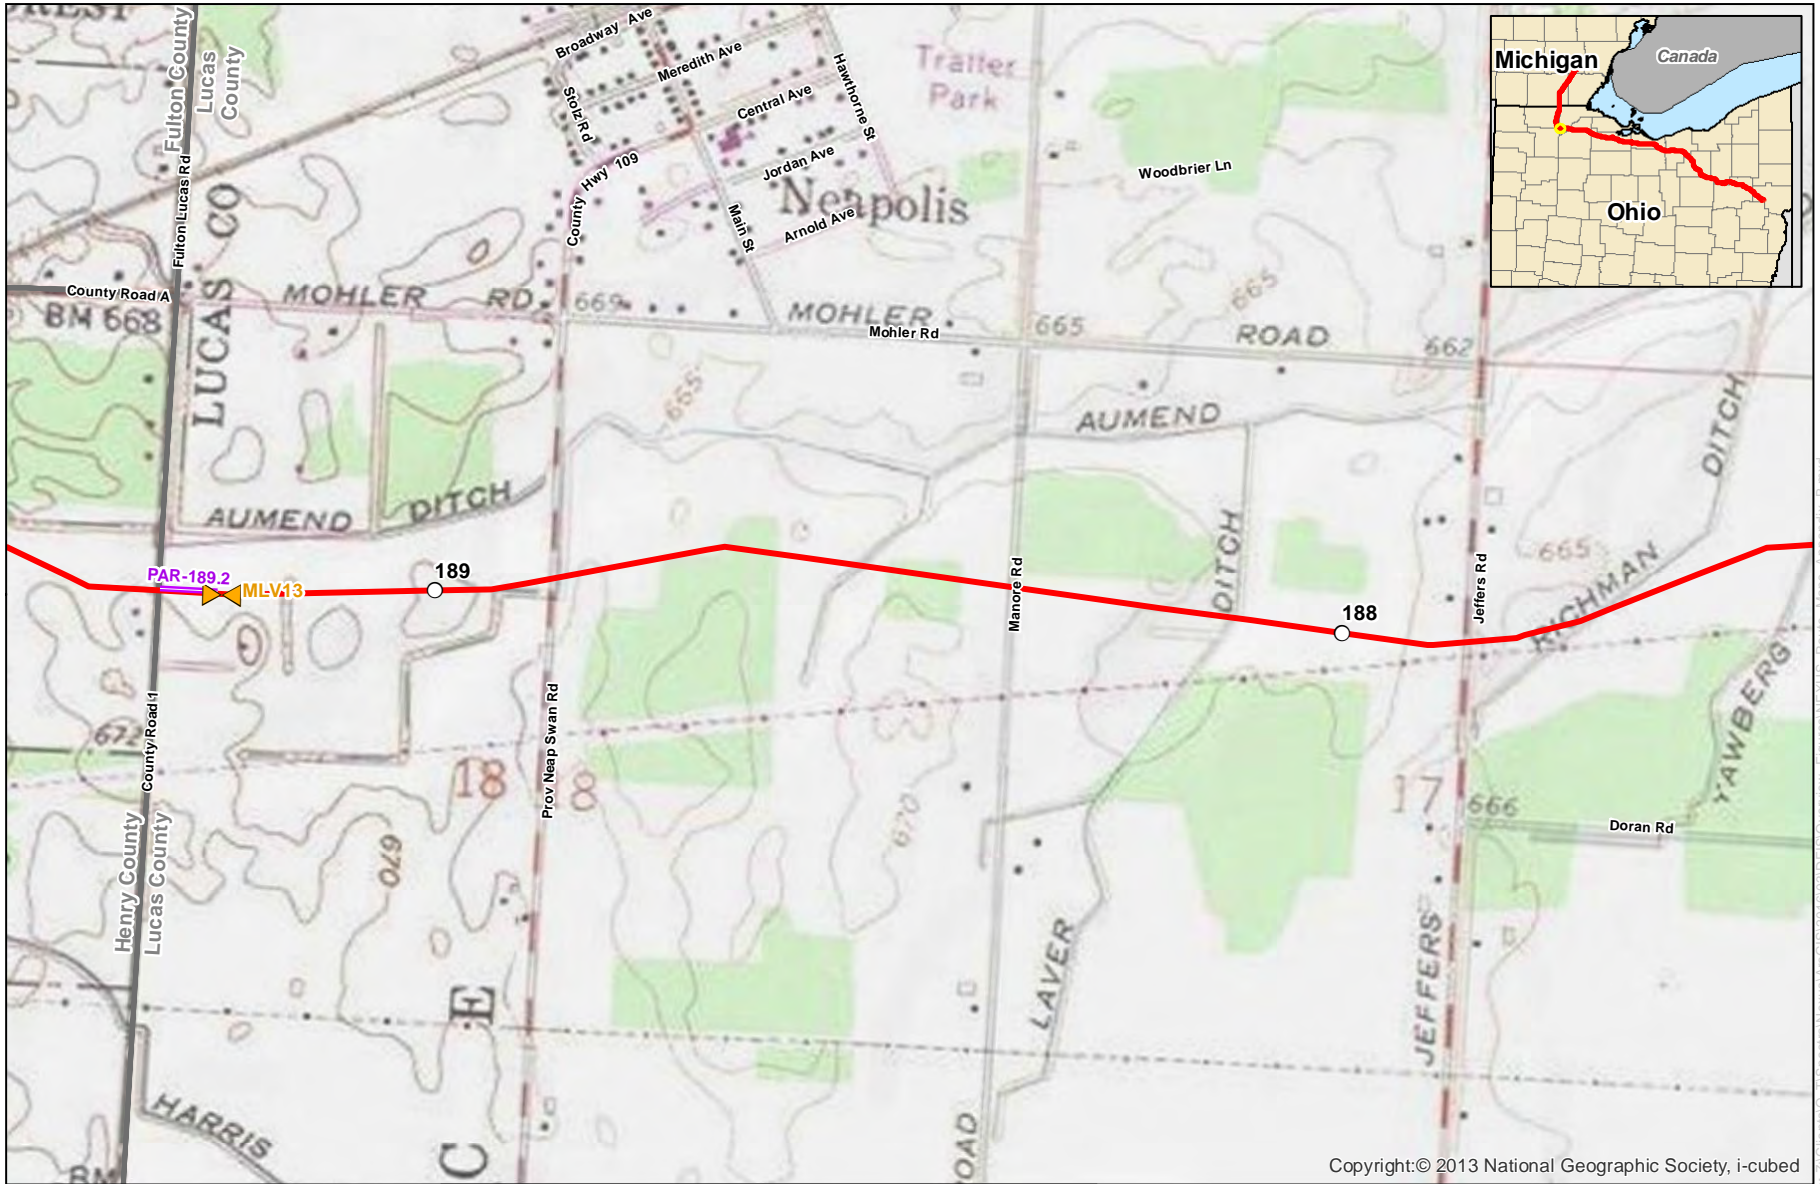 Fulton County
Lucas
County
Broadway Ave
Meredith Ave
Hawthorne St
Stolz Rd
Central Ave
Trailer
Park
Michigan
Canada
Ohio
County Hwy 109
Jordan Ave
Woodbrier Ln
Neapolis
Arnold Ave
Main St
Fulton Lucas Rd
LUCAS CO
County Road A
BM 668
MOHLER RD
669
MOHLER
Mohler Rd
665
ROAD
665
662
665
AUMEND
DITCH
AUMEND
DITCH
DITCH
PAR-189.2
MLV13
189
Manore Rd
188
Jeffers Rd
665
RICHMAN
TAWBERG
672
County Road 1
Prov Neap Swan Rd
18
8
17
666
Doran Rd
670
670
Henry County
Lucas County
LAVER
JEFFERS
E
C
HARRIS
BM
ROAD
Copyright:© 2013 National Geographic Society, i-cubed